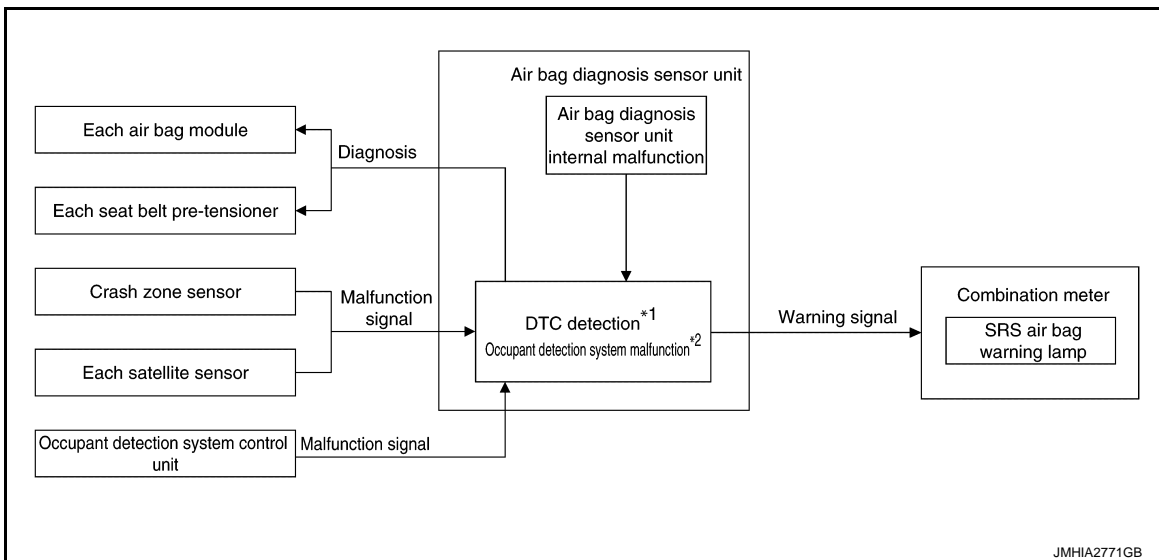 Air bag diagnosis sensor unit
Air bag diagnosis
sensor unit
internal malfunction
Each air bag module
Diagnosis
Each seat belt pre-tensioner
Crash zone sensor
Malfunction
signal
Each satellite sensor
DTC detection*1
Occupant detection system malfunction*2
Warning signal
Combination meter
SRS air bag
warning lamp
Occupant detection system control
unit
Malfunction signal
JMHIA2771GB